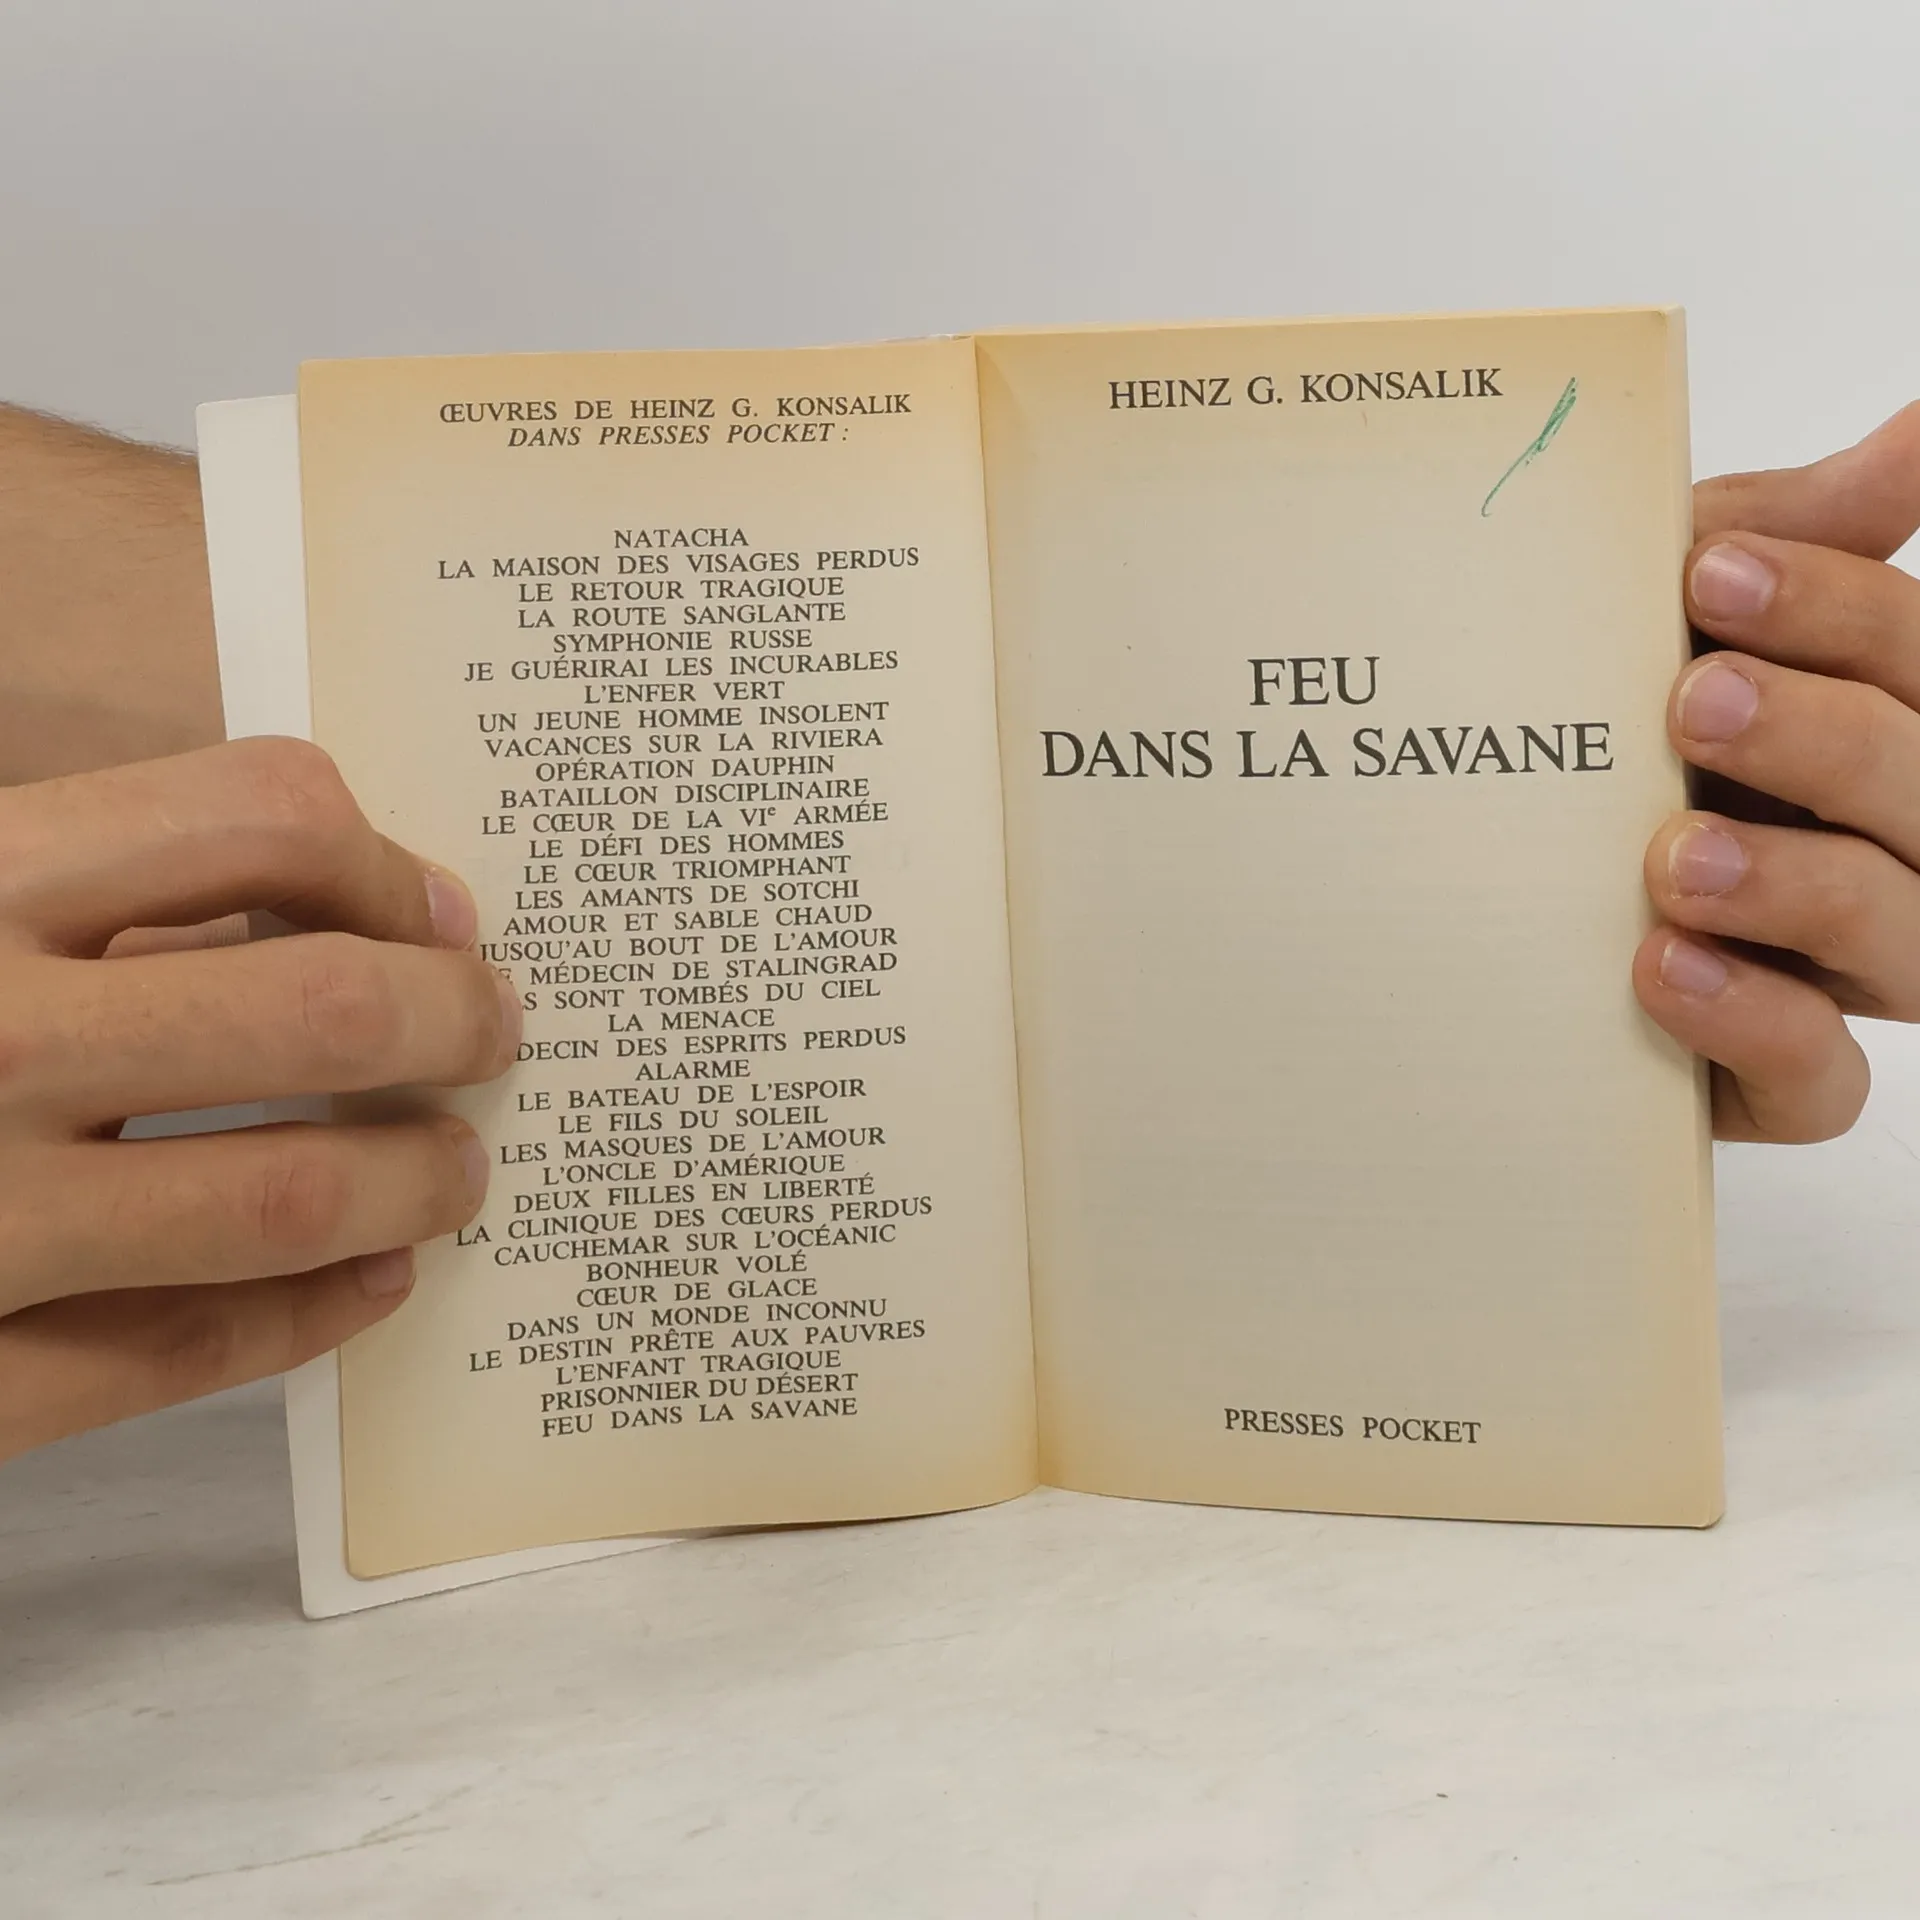 ŒUVRES DE HEINZ G. KONSALIK
DANS PRESSES POCKET :
NATACHA
LA MAISON DES VISAGES PERDUS
LE RETOUR TRAGIQUE
LA ROUTE SANGLANTE
SYMPHONIE RUSSE
JE GUÉRIRAI LES INCURABLES
L'ENFER VERT
UN JEUNE HOMME INSOLENT
VACANCES SUR LA RIVIERA
OPÉRATION DAUPHIN
BATAILLON DISCIPLINAIRE
LE CŒUR DE LA VIe ARMÉE
LE DÉFI DES HOMMES
LE CŒUR TRIOMPHANT
LES AMANTS DE SOTCHI
AMOUR ET SABLE CHAUD
JUSQU'AU BOUT DE L'AMOUR
MÉDECIN DE STALINGRAD
SONT TOMBÉS DU CIEL
LA MENACE
DES ESPRITS PERDUS
ALARME
LE BATEAU DE L'ESPOIR
LE FILS DU SOLEIL
LES MASQUES DE L'AMOUR
L'ONCLE D'AMÉRIQUE
DEUX FILLES EN LIBERTÉ
LA CLINIQUE DES CŒURS PERDUS
CAUCHEMAR SUR L'OCÉANIC
BONHEUR VOLÉ
CŒUR DE GLACE
DANS UN MONDE INCONNU
LE DESTIN PRÊTE AUX PAUVRES
L'ENFANT TRAGIQUE
PRISONNIER DU DÉSERT
FEU DANS LA SAVANE
HEINZ G. KONSALIK
FEU
DANS LA SAVANE
PRESSES POCKET